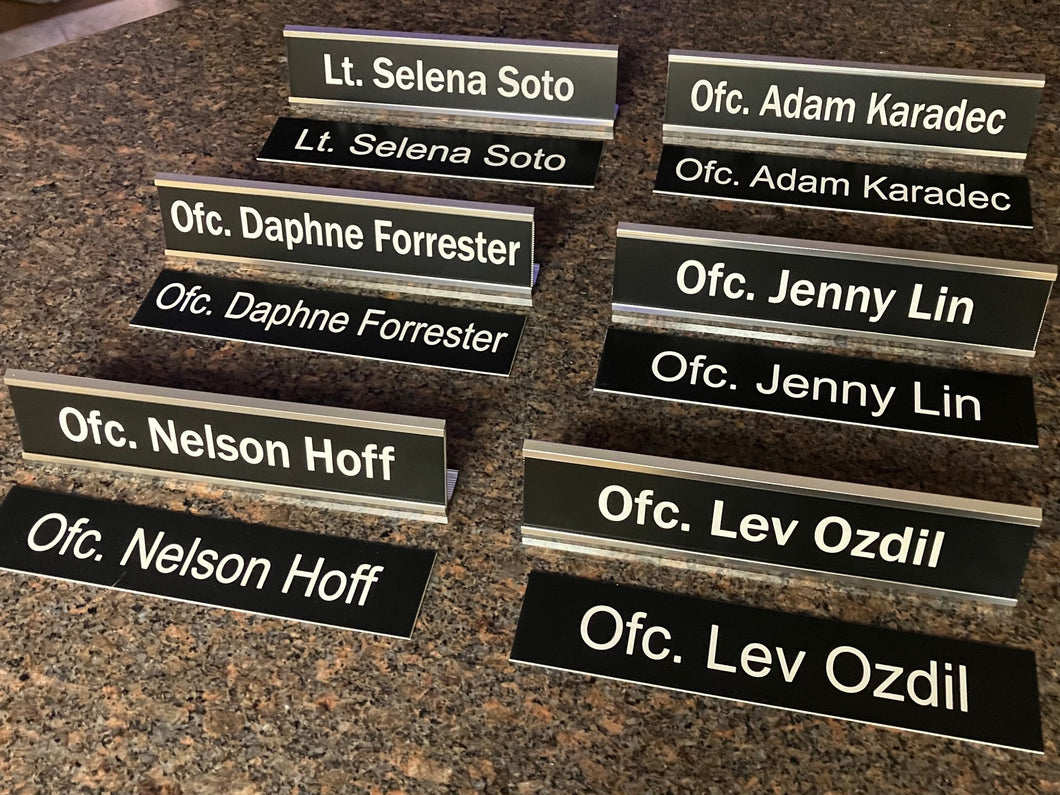 Lt. Selena Soto
Lt. Selena Soto
Ofc. Adam Karadec
Ofc. Adam Karadec
Ofc. Daphne Forrester
Ofc. Daphne Forrester
Ofc. Jenny Lin
Ofc. Jenny Lin
Ofc. Nelson Hoff
Ofc. Nelson Hoff
Ofc. Lev Ozdil
Ofc. Lev Ozdil